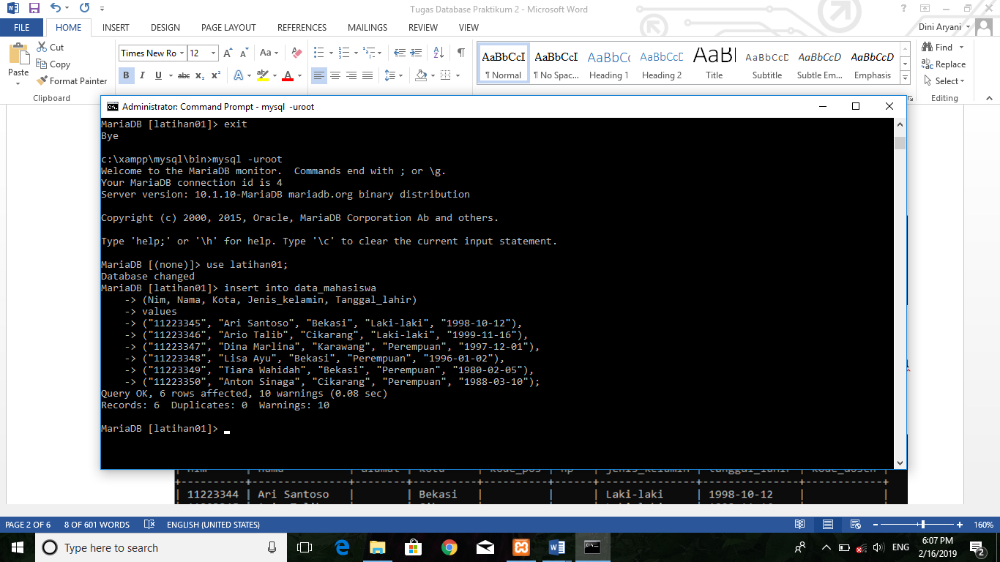 Tugas Database Praktikum 2 - Microsoft Word
FILE HOME INSERT DESIGN PAGE LAYOUT REFERENCES MAILINGS REVIEW VIEW Dini Aryani
Paste
Cut
Copy
Format Painter
Clipboard
Times New Ro 12
AaBbCcI AaBbCcI AaBbCc AaBbCcD AaBI AaBbCcD AaBbCcD AaBbCcD
¶ Normal ¶ No Spac... Heading 1 Heading 2 Title Subtitle Subtle Em... Emphasis
Find
Replace
Select
Editing
Administrator: Command Prompt - mysql -uroot
MariaDB [latihan01]> exit
Bye
c:\xampp\mysql\bin>mysql -uroot
Welcome to the MariaDB monitor.  Commands end with ; or \g.
Your MariaDB connection id is 4
Server version: 10.1.10-MariaDB mariadb.org binary distribution
Copyright (c) 2000, 2015, Oracle, MariaDB Corporation Ab and others.
Type 'help;' or '\h' for help. Type '\c' to clear the current input statement.
MariaDB [(none)]> use latihan01;
Database changed
MariaDB [latihan01]> insert into data_mahasiswa
-> (Nim, Nama, Kota, Jenis_kelamin, Tanggal_lahir)
-> values
-> ("11223345", "Ari Santoso", "Bekasi", "Laki-laki", "1998-10-12"),
-> ("11223346", "Ario Talib", "Cikarang", "Laki-laki", "1999-11-16"),
-> ("11223347", "Dina Marlina", "Karawang", "Perempuan", "1997-12-01"),
-> ("11223348", "Lisa Ayu", "Bekasi", "Perempuan", "1996-01-02"),
-> ("11223349", "Tiara Wahidah", "Bekasi", "Perempuan", "1980-02-05"),
-> ("11223350", "Anton Sinaga", "Cikarang", "Perempuan", "1988-03-10");
Query OK, 6 rows affected, 10 warnings (0.08 sec)
Records: 6  Duplicates: 0  Warnings: 10
MariaDB [latihan01]>
nim nama alamat kota kode_pos hp jenis_kelamin tanggal_lahir kode_dosen
11223344 | Ari Santoso | | Bekasi | | | Laki-laki | 1998-10-12 | |
PAGE 2 OF 6 8 OF 601 WORDS ENGLISH (UNITED STATES) 160%
Type here to search
ENG
6:07 PM
2/16/2019
2